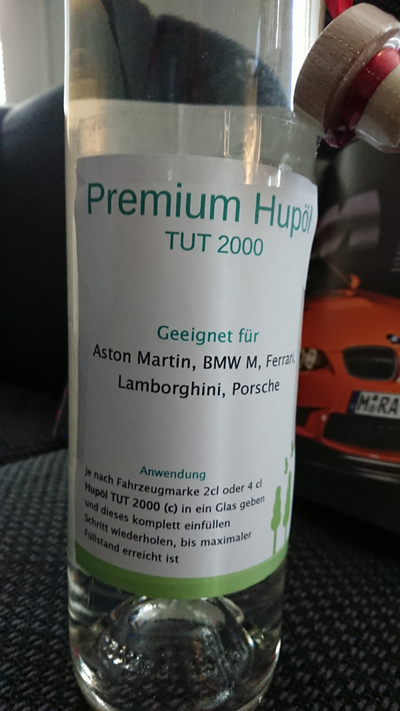 Premium Hupöl
TUT 2000
Geeignet für
Aston Martin, BMW M, Ferrari,
Lamborghini, Porsche
Anwendung
je nach Fahrzeugmarke 2cl oder 4 cl
Hupöl TUT 2000 (c) in ein Glas geben
und dieses komplett einfüllen
Schritt wiederholen, bis maximaler
Füllstand erreicht ist